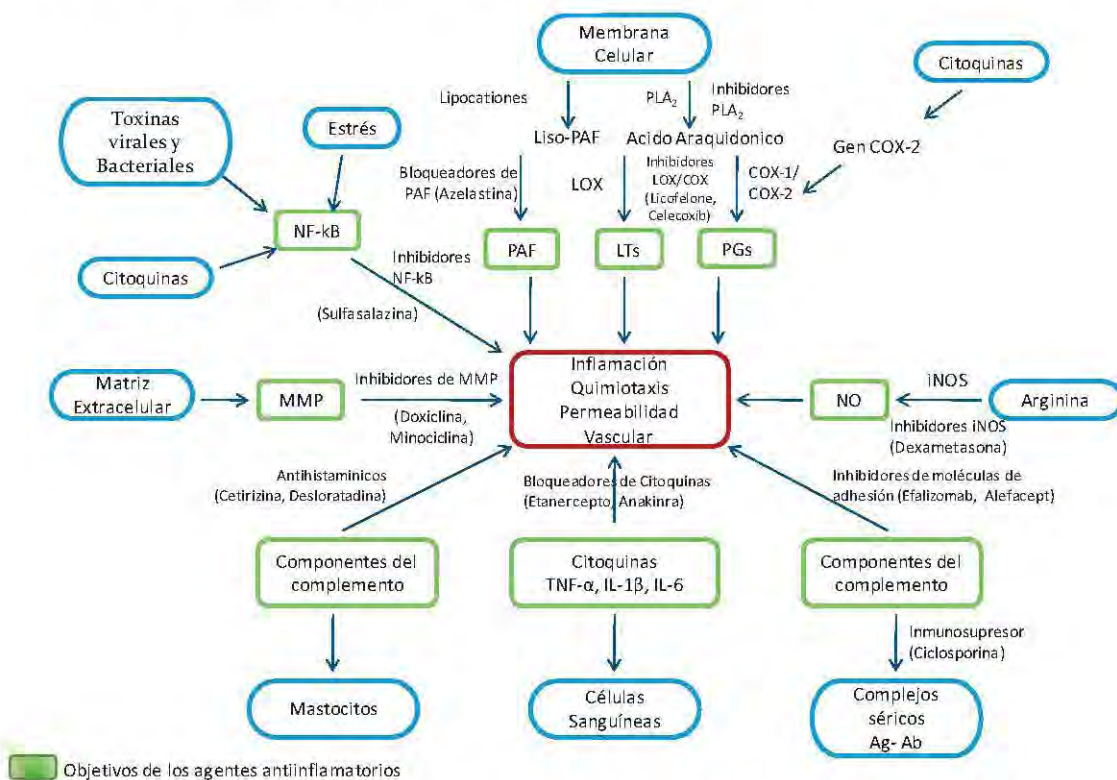 Membrana
Celular
Citoquinas
Toxinas
virales y
Bacteriales
Estrés
Lipocationes
PLA₂
Inhibidores
PLA₂
Liso-PAF
Acido Araquidonico
Gen COX-2
Bloqueadores de
PAF (Azelastina)
LOX
Inhibidores
LOX/COX
(Licofelone,
Celecoxib)
COX-1/
COX-2
NF-kB
PAF
LTs
PGs
Citoquinas
Inhibidores
NF-kB
(Sulfasalazina)
Matriz
Extracelular
MMP
Inhibidores de MMP
(Doxiclina,
Minociclina)
Inflamación
Quimiotaxis
Permeabilidad
Vascular
NO
iNOS
Arginina
Inhibidores iNOS
(Dexametasona)
Antihistamínicos
(Cetirizina, Desloratadina)
Bloqueadores de Citoquinas
(Etanercepto, Anakinra)
Inhibidores de moléculas de
adhesión (Efalizomab, Alefacept)
Componentes del
complemento
Citoquinas
TNF-α, IL-1β, IL-6
Componentes del
complemento
Inmunosupresor
(Ciclosporina)
Mastocitos
Células
Sanguíneas
Complejos
séricos
Ag- Ab
Objetivos de los agentes antiinflamatorios